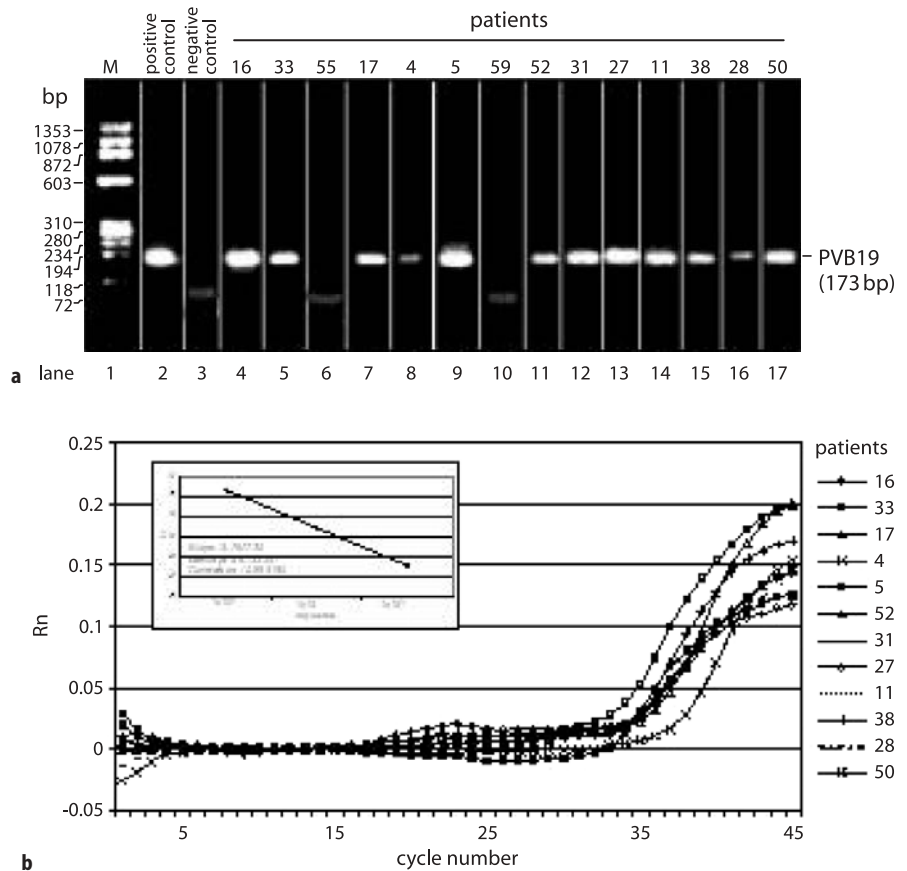 patients
positive control
negative control
M 16 33 55 17 4 5 59 52 31 27 11 38 28 50
bp
1353
1078
872
603
310
280
234
194
118
72
PVB19
(173 bp)
a lane 1 2 3 4 5 6 7 8 9 10 11 12 13 14 15 16 17
0.25
0.2
0.15
0.1
0.05
0
-0.05
Rn
5 15 25 35 45
cycle number
patients
16
33
17
4
5
52
31
27
11
38
28
50
b